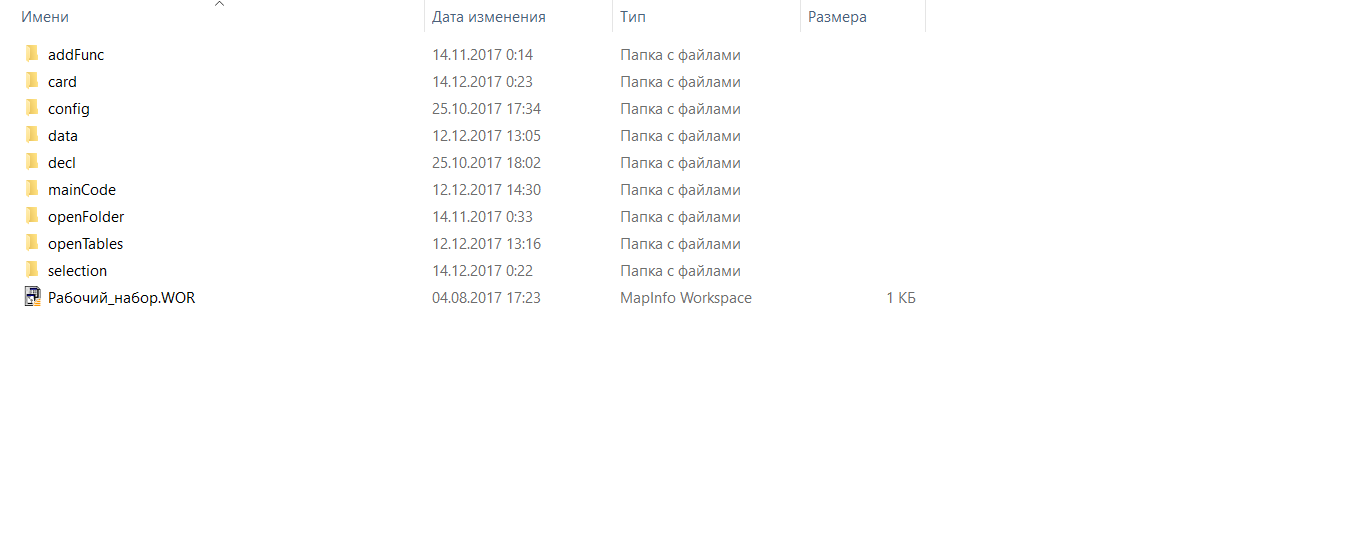 Имени Дата изменения Тип Размера
addFunc 14.11.2017 0:14 Папка с файлами
card 14.12.2017 0:23 Папка с файлами
config 25.10.2017 17:34 Папка с файлами
data 12.12.2017 13:05 Папка с файлами
decl 25.10.2017 18:02 Папка с файлами
mainCode 12.12.2017 14:30 Папка с файлами
openFolder 14.11.2017 0:33 Папка с файлами
openTables 12.12.2017 13:16 Папка с файлами
selection 14.12.2017 0:22 Папка с файлами
Рабочий_набор.WOR 04.08.2017 17:23 MapInfo Workspace 1 КБ